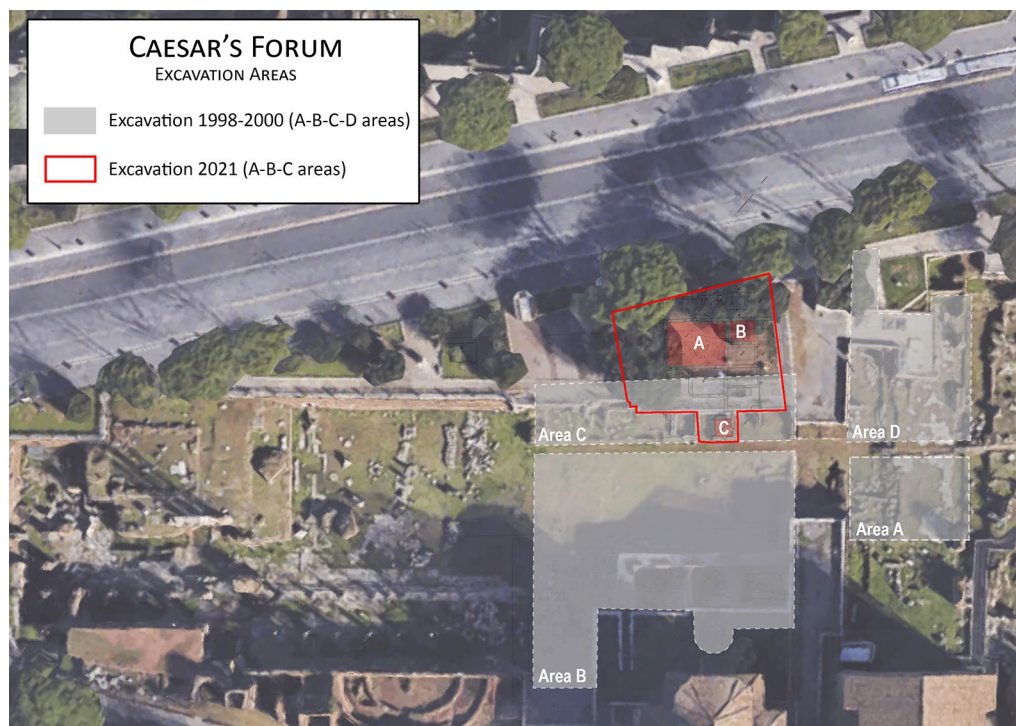 CAESAR'S FORUM
EXCAVATION AREAS
Excavation 1998-2000 (A-B-C-D areas)
Excavation 2021 (A-B-C areas)
A
B
C
Area C
Area D
Area A
Area B